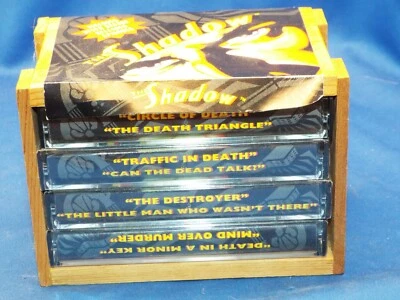 The
Shadow
The
Shadow
"CIRCLE OF DEATH"
"THE DEATH TRIANGLE"
"TRAFFIC IN DEATH"
"CAN THE DEAD TALK?"
"THE DESTROYER"
"THE LITTLE MAN WHO WASN'T THERE"
"DEATH IN A MINOR KEY"
"MIND OVER MURDER"